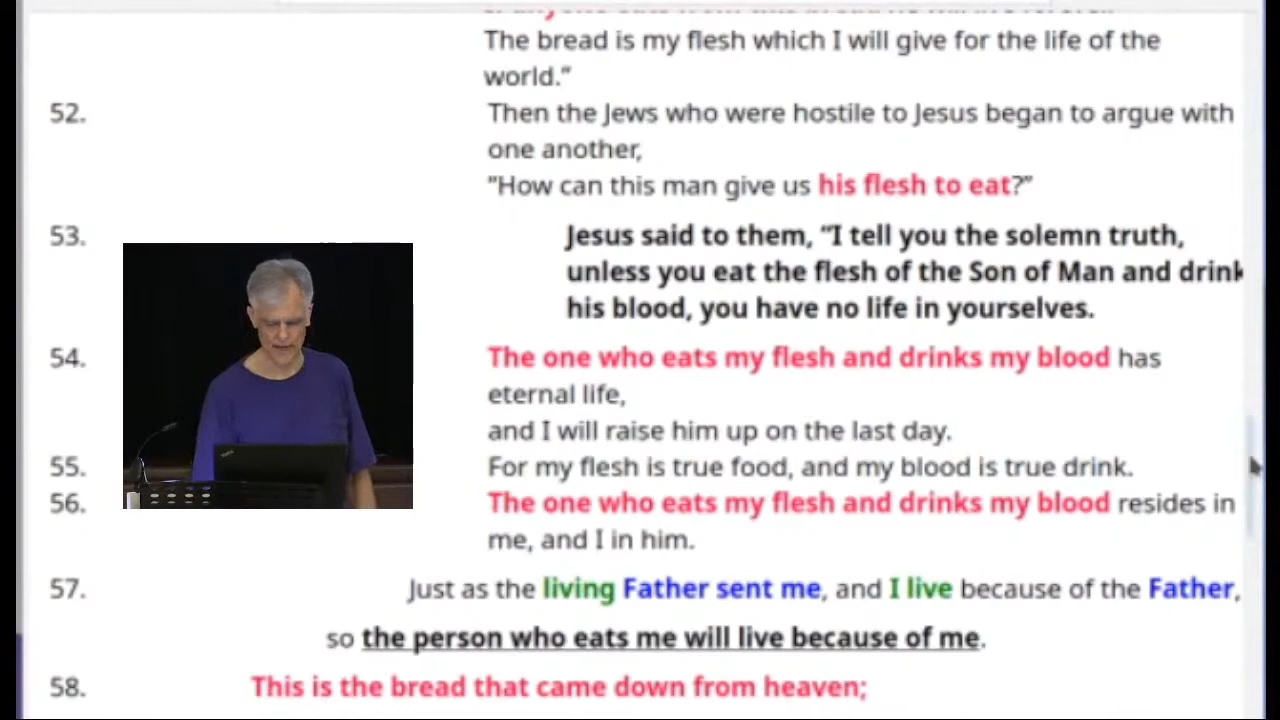 The bread is my flesh which I will give for the life of the
world.”
52. Then the Jews who were hostile to Jesus began to argue with
one another,
“How can this man give us his flesh to eat?”
53. Jesus said to them, “I tell you the solemn truth,
unless you eat the flesh of the Son of Man and drink
his blood, you have no life in yourselves.
54. The one who eats my flesh and drinks my blood has
eternal life,
and I will raise him up on the last day.
55. For my flesh is true food, and my blood is true drink.
56. The one who eats my flesh and drinks my blood resides in
me, and I in him.
57. Just as the living Father sent me, and I live because of the Father,
so the person who eats me will live because of me.
58. This is the bread that came down from heaven;